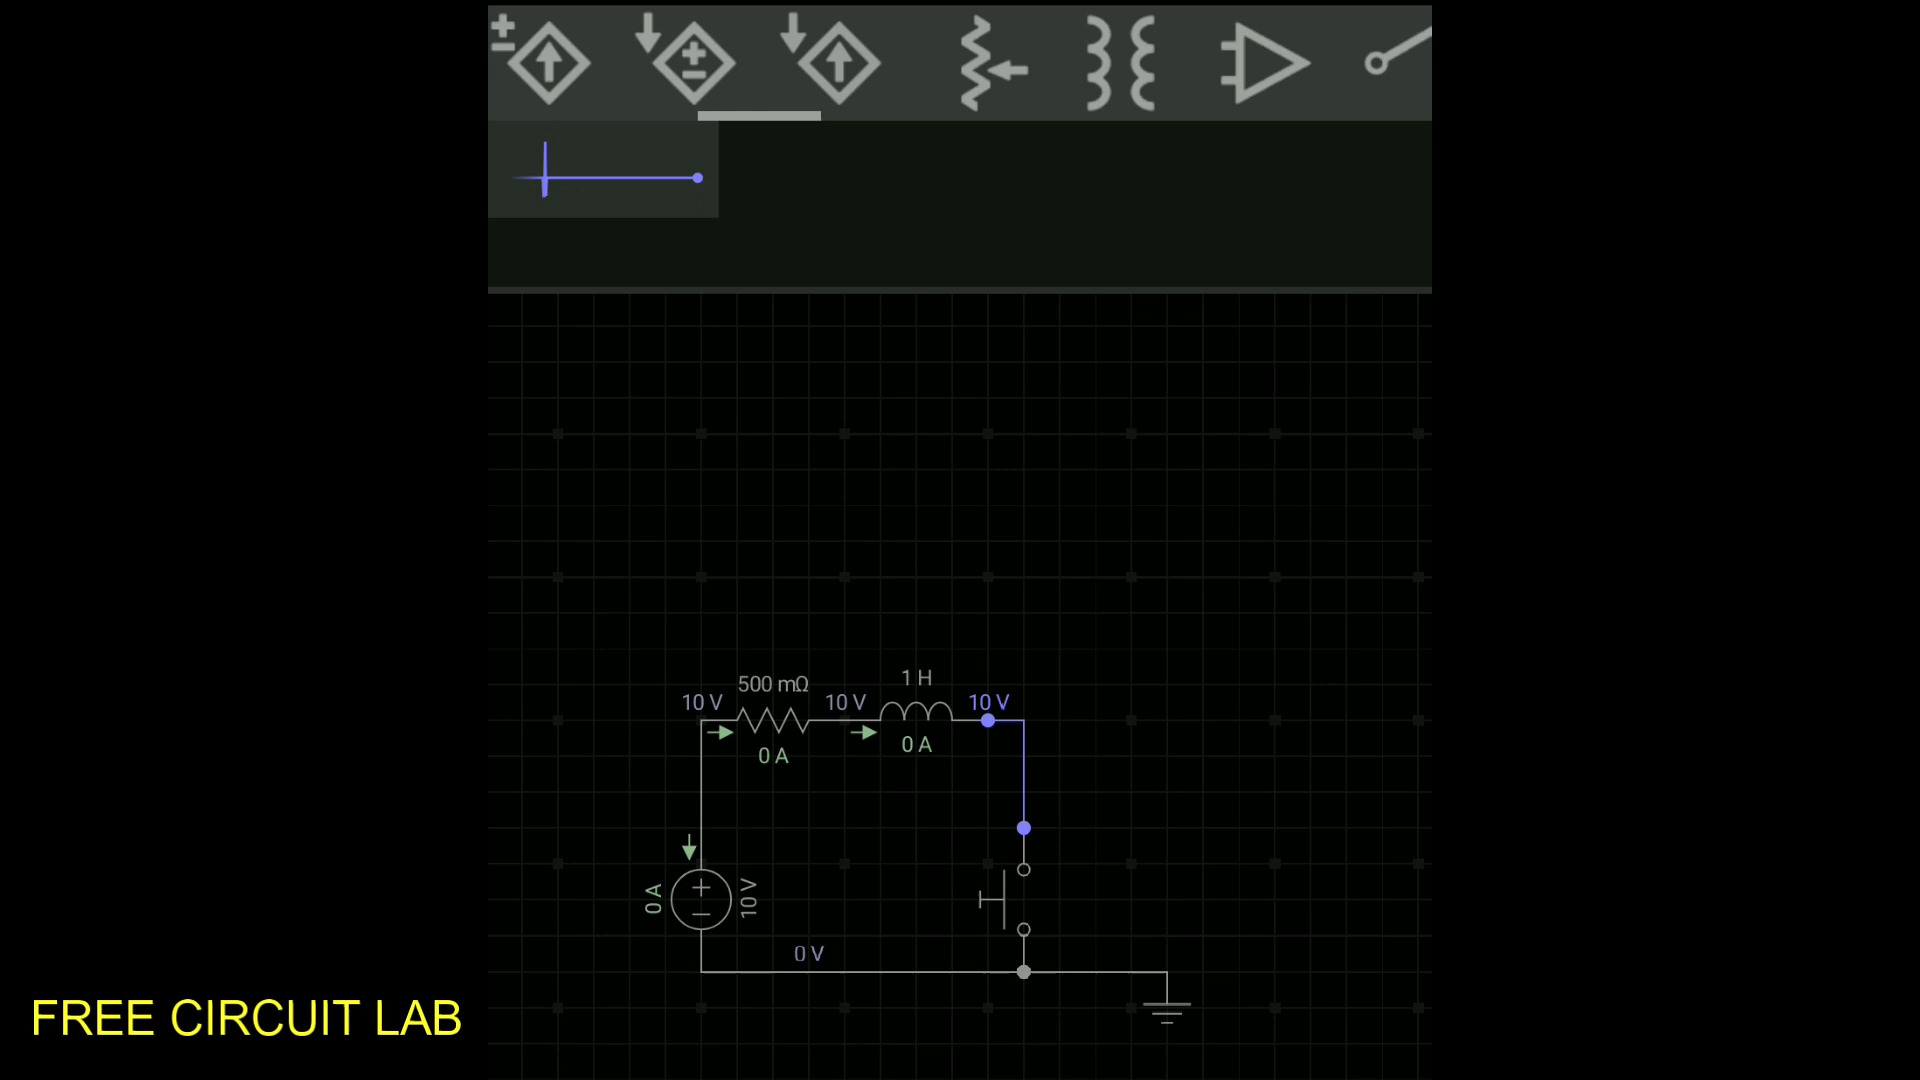 1 H
500 mΩ
10 V 10 V 10 V
0 A
0 A
0 A
10 V
0 V
FREE CIRCUIT LAB